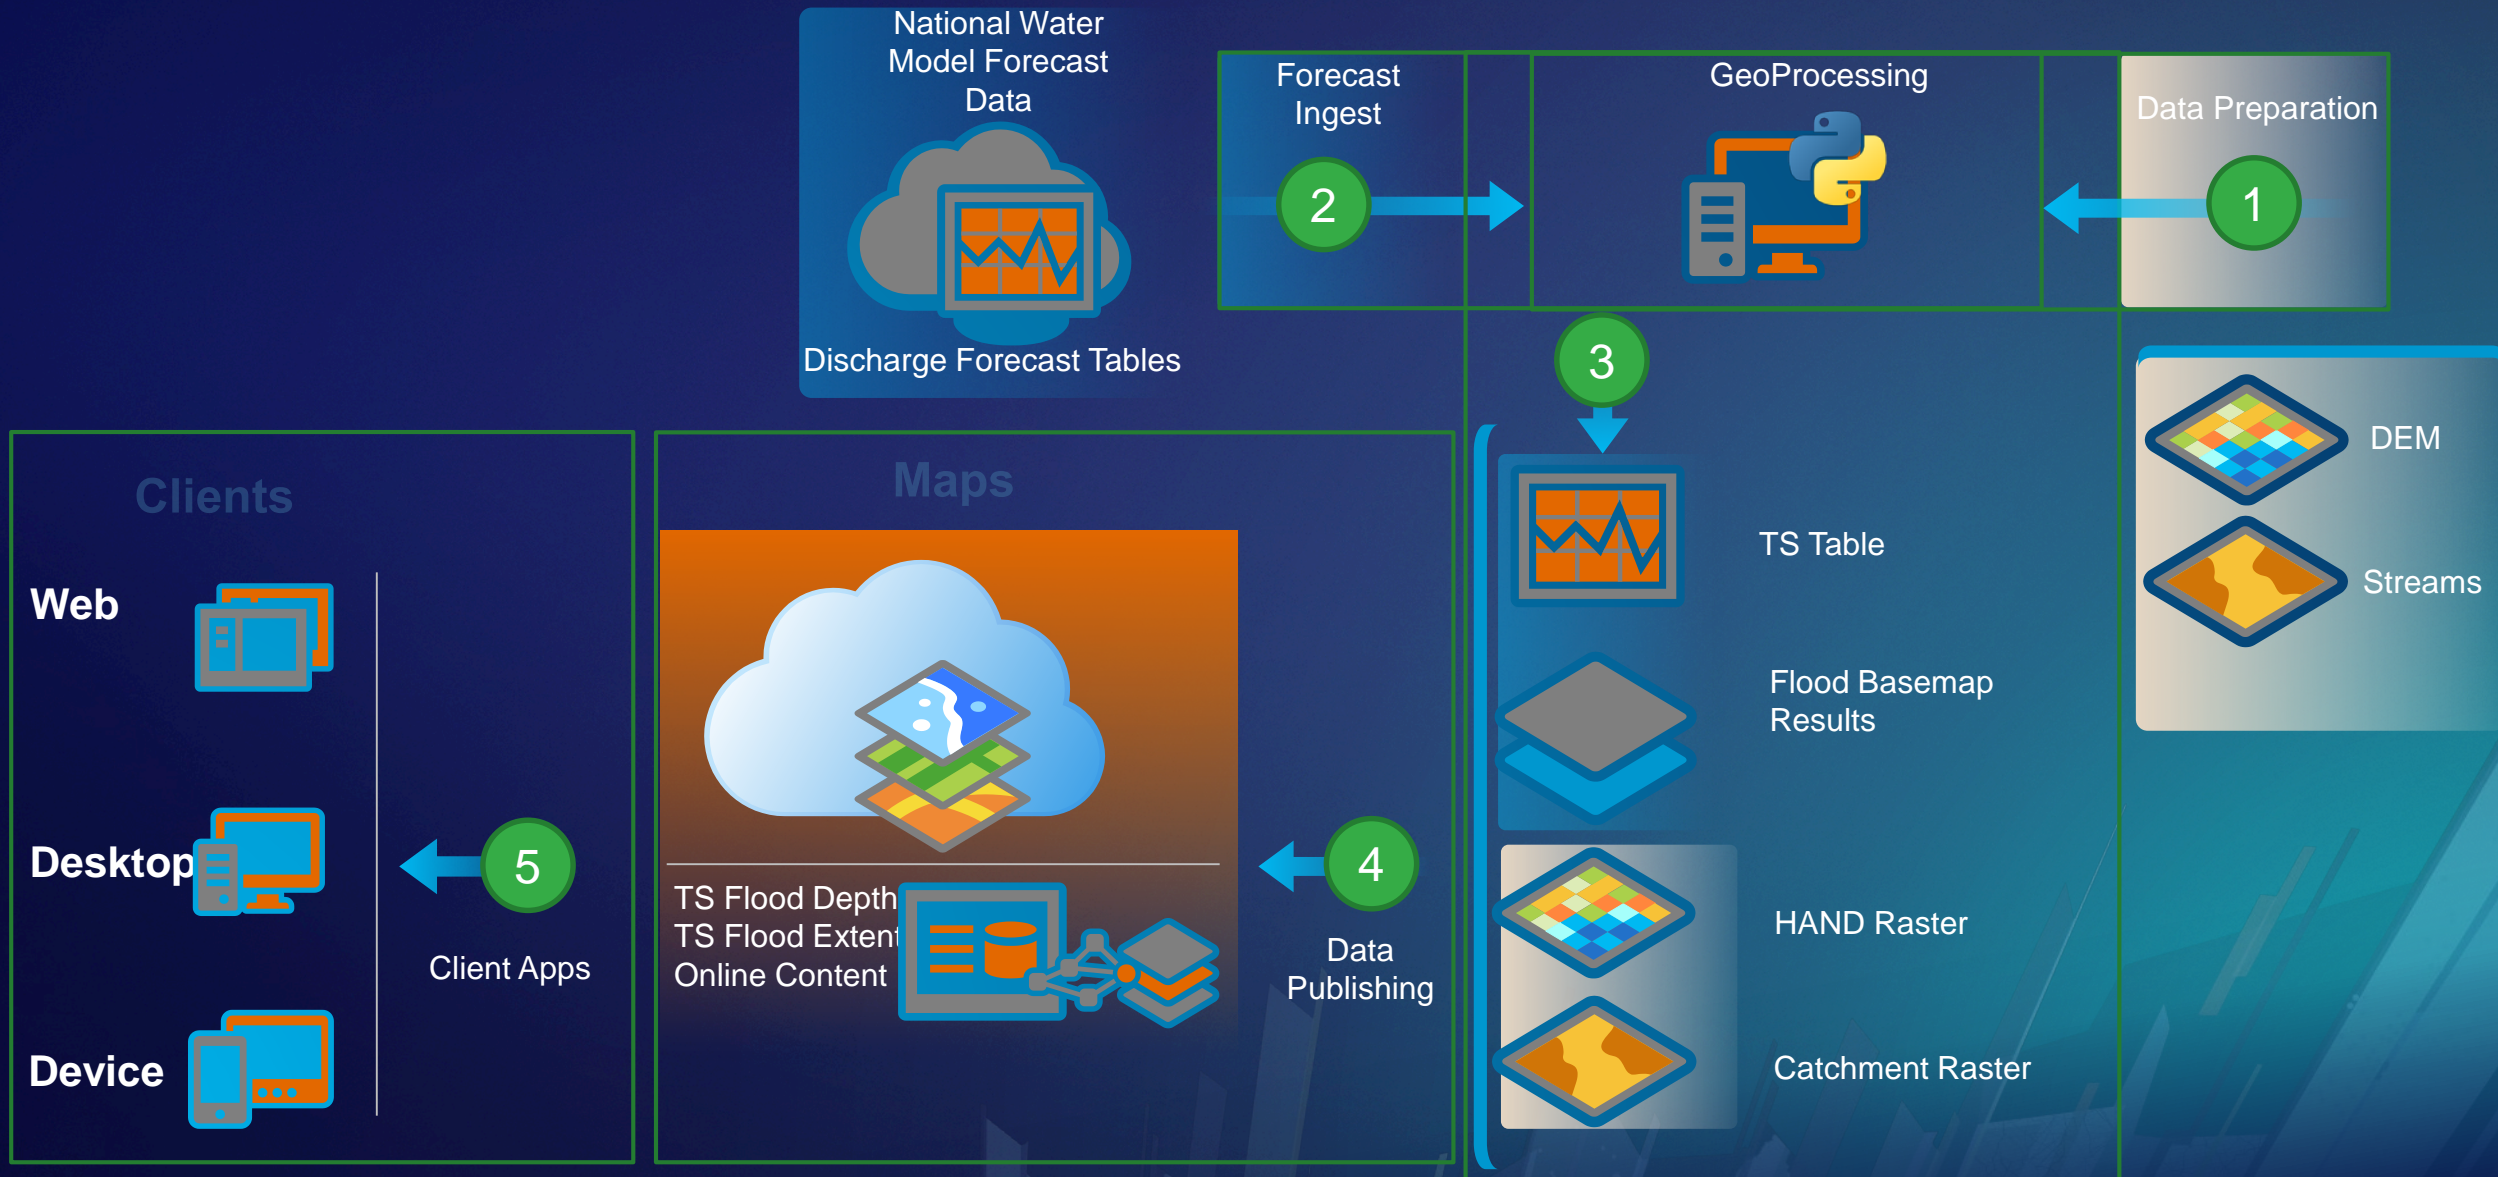 National Water
Model Forecast
Data
Discharge Forecast Tables
Forecast
Ingest
2
GeoProcessing
Data Preparation
1
3
DEM
Streams
TS Table
Flood Basemap
Results
HAND Raster
Catchment Raster
Maps
TS Flood Depth
TS Flood Extent
Online Content
4
Data
Publishing
Clients
Web
Desktop
Device
5
Client Apps